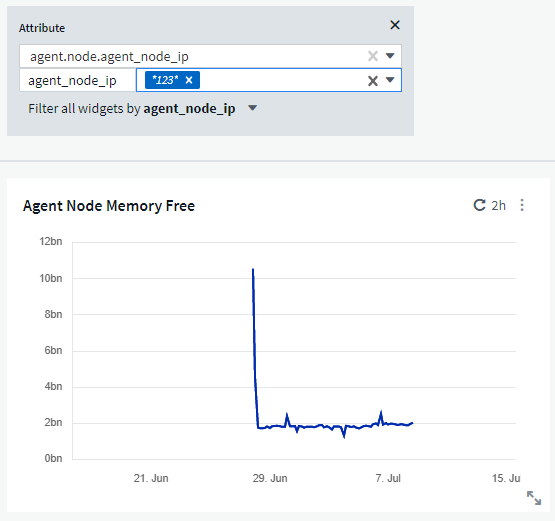 Attribute
agent.node.agent_node_ip
agent_node_ip *123*
Filter all widgets by agent_node_ip
Agent Node Memory Free 2h
12bn
10bn
8bn
6bn
4bn
2bn
0bn
21. Jun 29. Jun 7. Jul 15. Ju